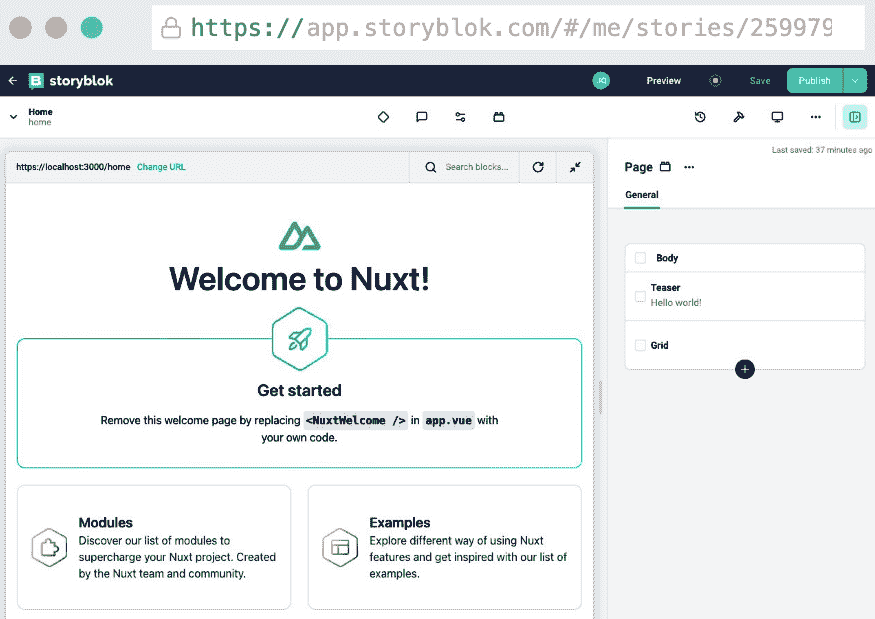 https://app.storyblok.com/#/me/stories/259979
storyblok
JQ
Preview
Save
Publish
Home
home
https://localhost:3000/home Change URL
Search blocks...
Last saved: 37 minutes ago
Page
General
Body
Teaser
Hello world!
Grid
Welcome to Nuxt!
Get started
Remove this welcome page by replacing <NuxtWelcome /> in app.vue with
your own code.
Modules
Discover our list of modules to
supercharge your Nuxt project. Created
by the Nuxt team and community.
Examples
Explore different way of using Nuxt
features and get inspired with our list of
examples.